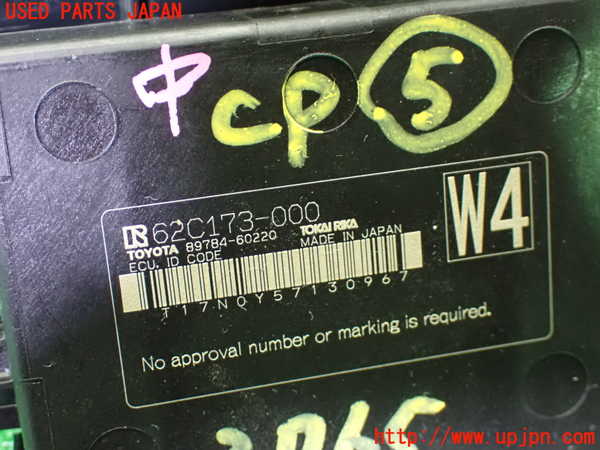 USED PARTS JAPAN
中 CP 5
R 62C173-000
TOYOTA 89784-60220 TOKAI RIKA
ECU. ID CODE MADE IN JAPAN
W4
T17N0Y57130967
No approval number or marking is required.
http://www.upjpn.com